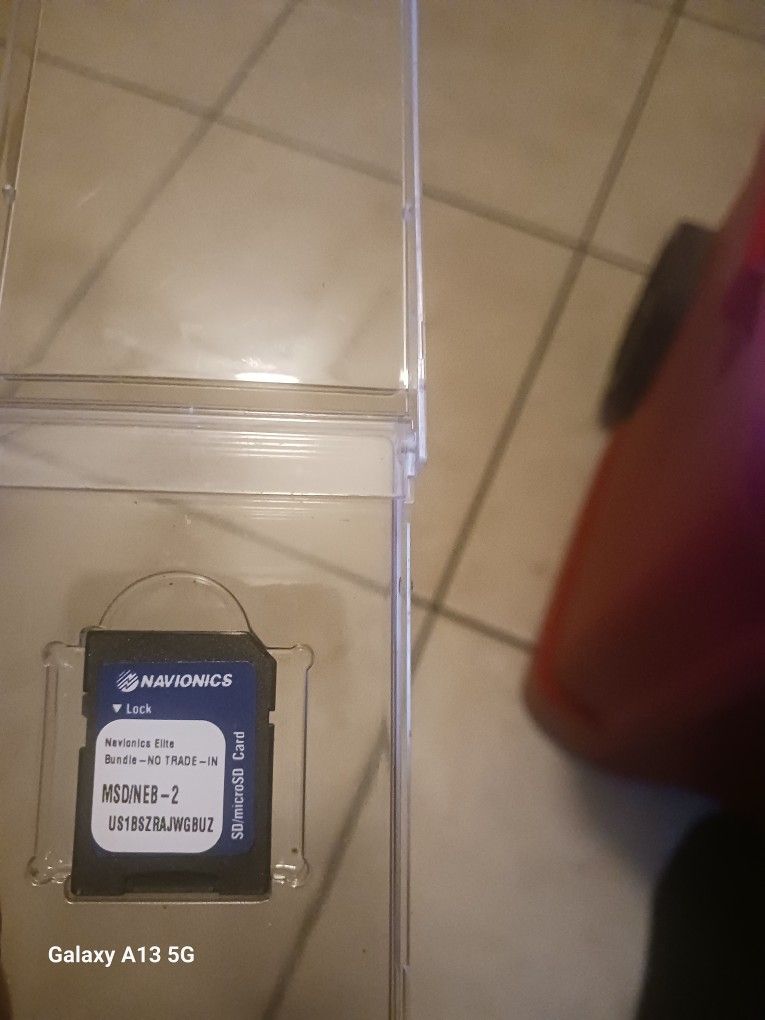 NAVIONICS
▼ Lock
Navionics Elite
Bundle-NO TRADE-IN
MSD/NEB-2
US1BSZRAJWGBUZ
SD/microSD Card
Galaxy A13 5G